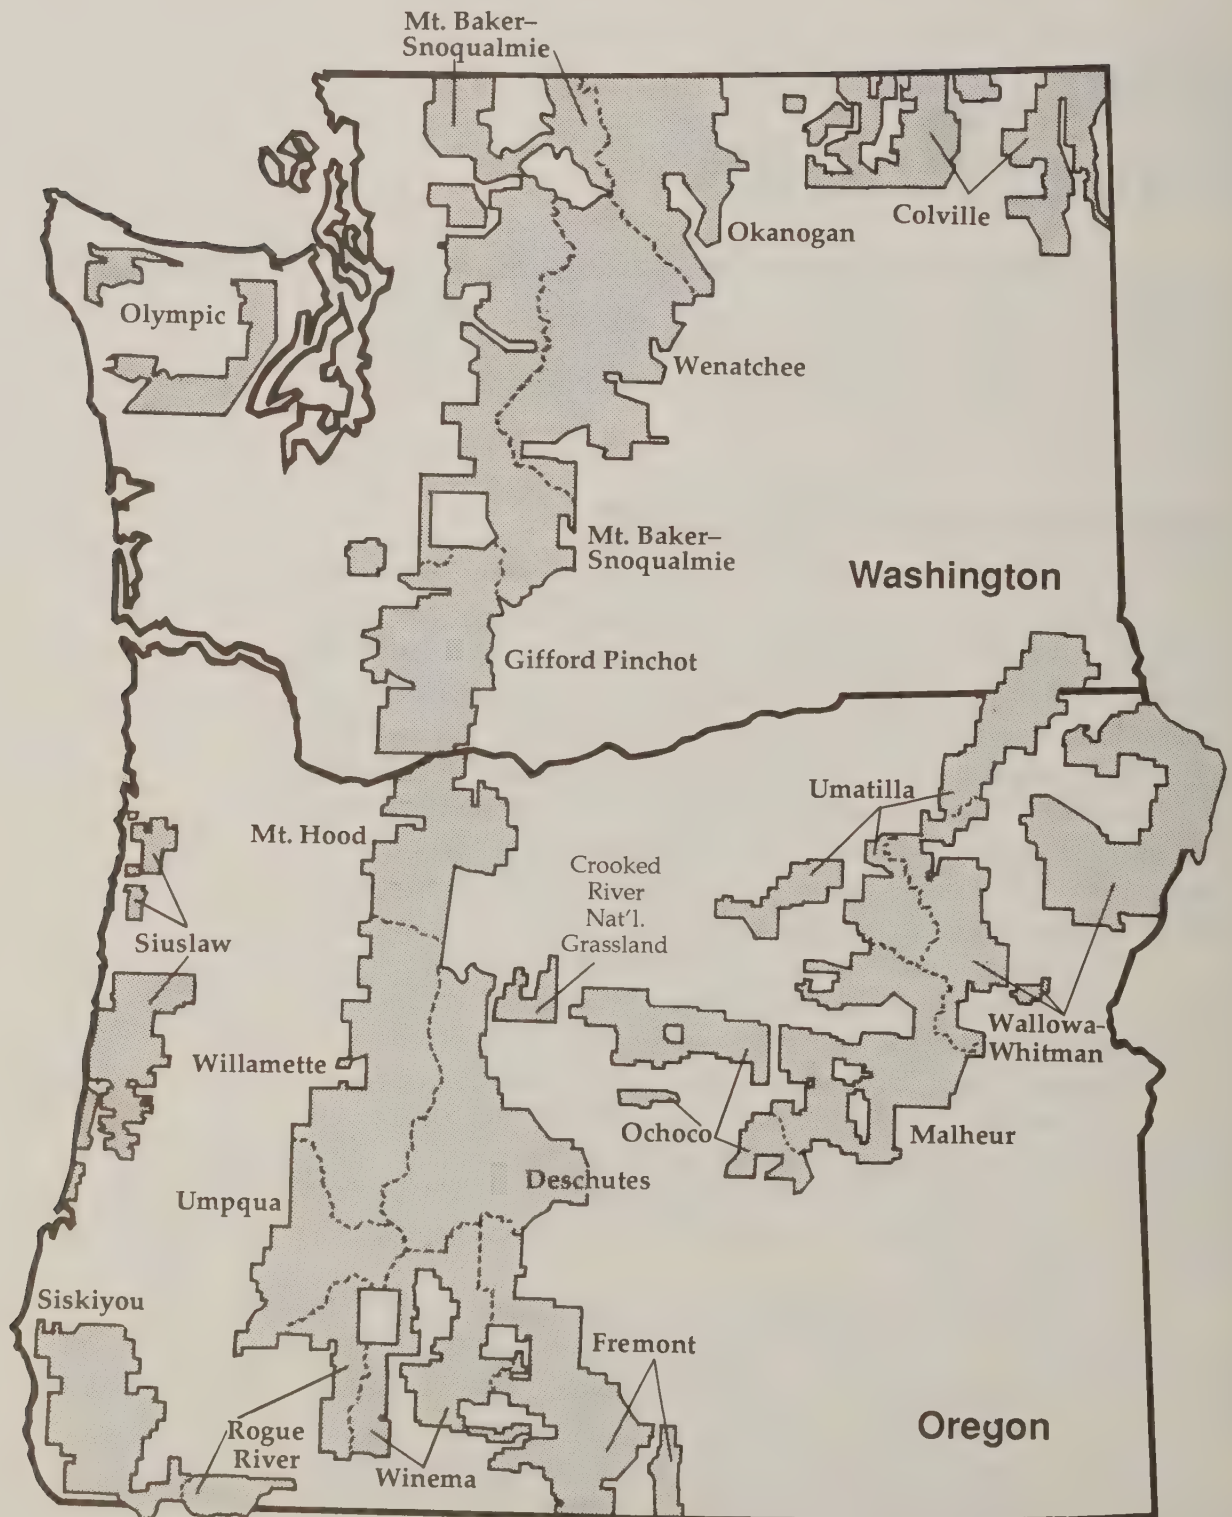 Mt. Baker–
Snoqualmie
Colville
Okanogan
Olympic
Wenatchee
Mt. Baker–
Snoqualmie
Washington
Gifford Pinchot
Umatilla
Mt. Hood
Crooked
River
Nat'l.
Grassland
Siuslaw
Wallowa-
Whitman
Willamette
Ochoco
Malheur
Deschutes
Umpqua
Siskiyou
Fremont
Rogue
River
Oregon
Winema